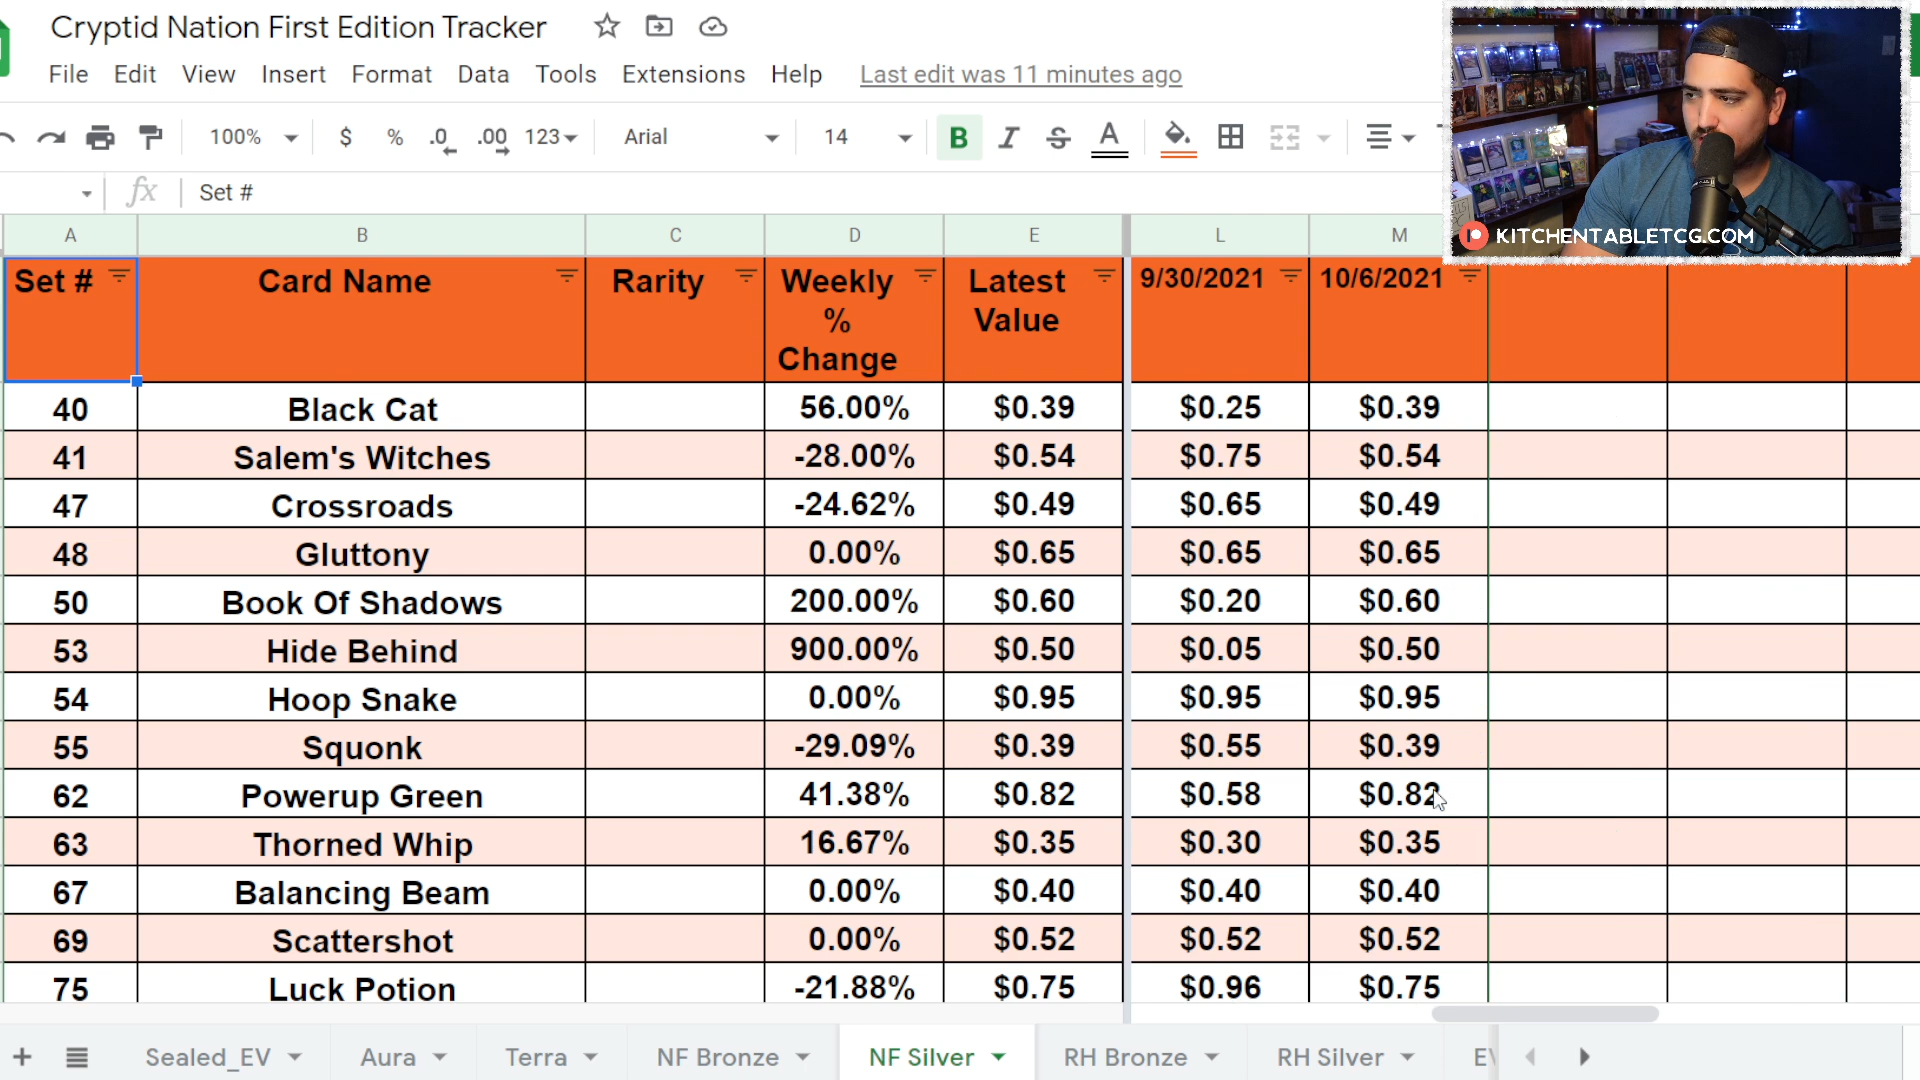 Cryptid Nation First Edition Tracker
File Edit View Insert Format Data Tools Extensions Help Last edit was 11 minutes ago
100% $ % .0 .00 123 Arial 14 B I S A
fx Set #
KITCHENTABLETCG.COM
A B C D E L M
Set # Card Name Rarity Weekly % Change Latest Value 9/30/2021 10/6/2021
40 Black Cat 56.00% $0.39 $0.25 $0.39
41 Salem's Witches -28.00% $0.54 $0.75 $0.54
47 Crossroads -24.62% $0.49 $0.65 $0.49
48 Gluttony 0.00% $0.65 $0.65 $0.65
50 Book Of Shadows 200.00% $0.60 $0.20 $0.60
53 Hide Behind 900.00% $0.50 $0.05 $0.50
54 Hoop Snake 0.00% $0.95 $0.95 $0.95
55 Squonk -29.09% $0.39 $0.55 $0.39
62 Powerup Green 41.38% $0.82 $0.58 $0.82
63 Thorned Whip 16.67% $0.35 $0.30 $0.35
67 Balancing Beam 0.00% $0.40 $0.40 $0.40
69 Scattershot 0.00% $0.52 $0.52 $0.52
75 Luck Potion -21.88% $0.75 $0.96 $0.75
Sealed_EV Aura Terra NF Bronze NF Silver RH Bronze RH Silver